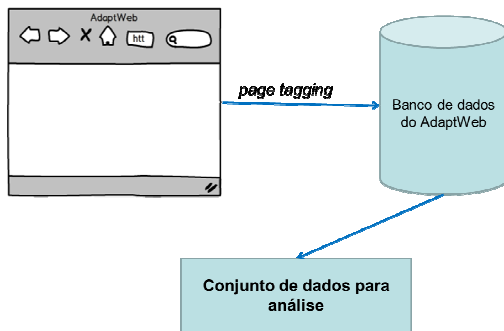 AdaptWeb
htt
page tagging
Banco de dados
do AdaptWeb
Conjunto de dados para
análise